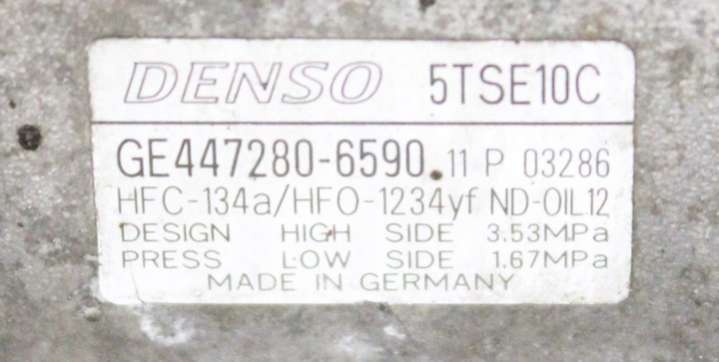 DENSO 5TSE10C
GE447280-6590 11 P 03286
HFC-134a/HFO-1234yf ND-OIL12
DESIGN HIGH SIDE 3.53MPa
PRESS LOW SIDE 1.67MPa
MADE IN GERMANY